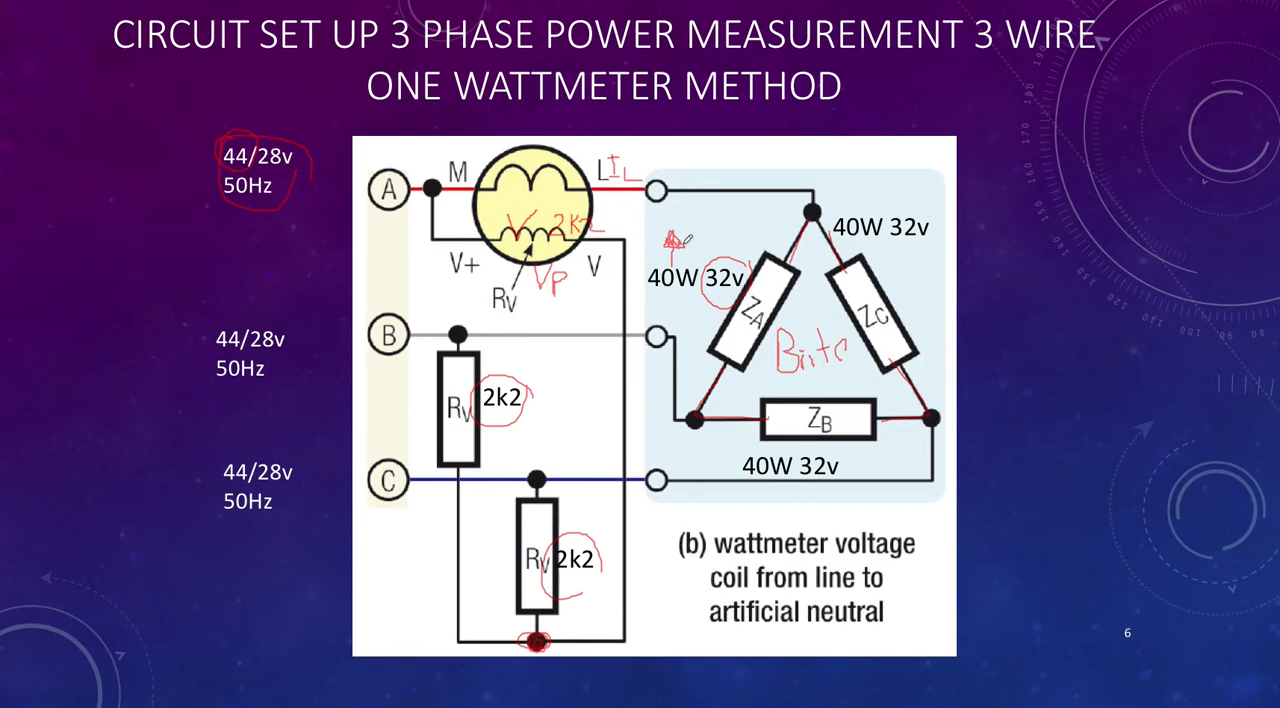 CIRCUIT SET UP 3 PHASE POWER MEASUREMENT 3 WIRE
ONE WATTMETER METHOD
44/28v
50Hz
A
M
L
IL
V
V+
V
RV
VP
40W 32v
40W 32v
ZA
ZC
44/28v
50Hz
B
RV
2k2
ZB
40W 32v
44/28v
50Hz
C
RV
2k2
(b) wattmeter voltage
coil from line to
artificial neutral
6